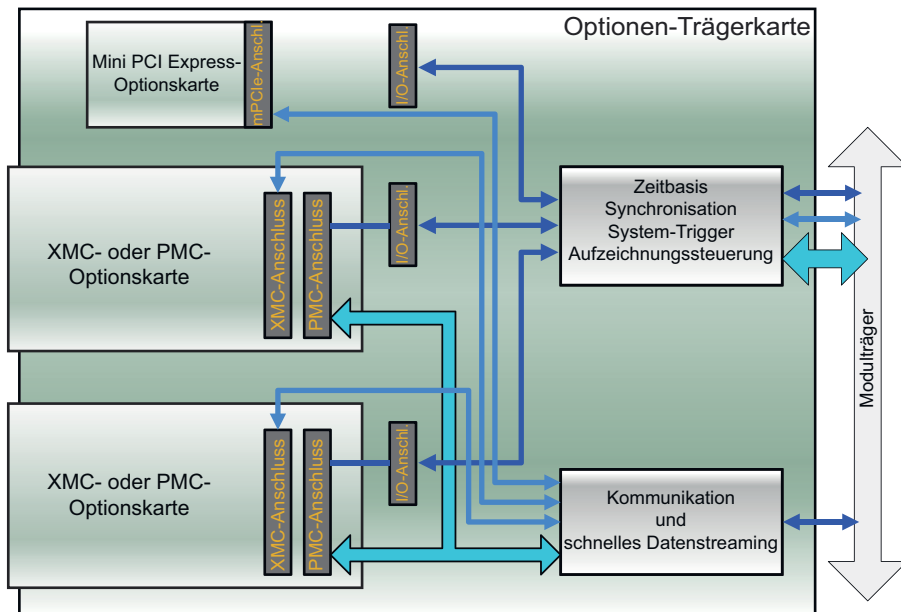 Optionen-Trägerkarte
Mini PCI Express-
Optionskarte
mPCIe-Anschl.
I/O-Anschl.
Zeitbasis
Synchronisation
System-Trigger
Aufzeichnungssteuerung
XMC- oder PMC-
Optionskarte
XMC-Anschluss
PMC-Anschluss
I/O-Anschl.
Modulträger
XMC- oder PMC-
Optionskarte
XMC-Anschluss
PMC-Anschluss
I/O-Anschl.
Kommunikation
und
schnelles Datenstreaming